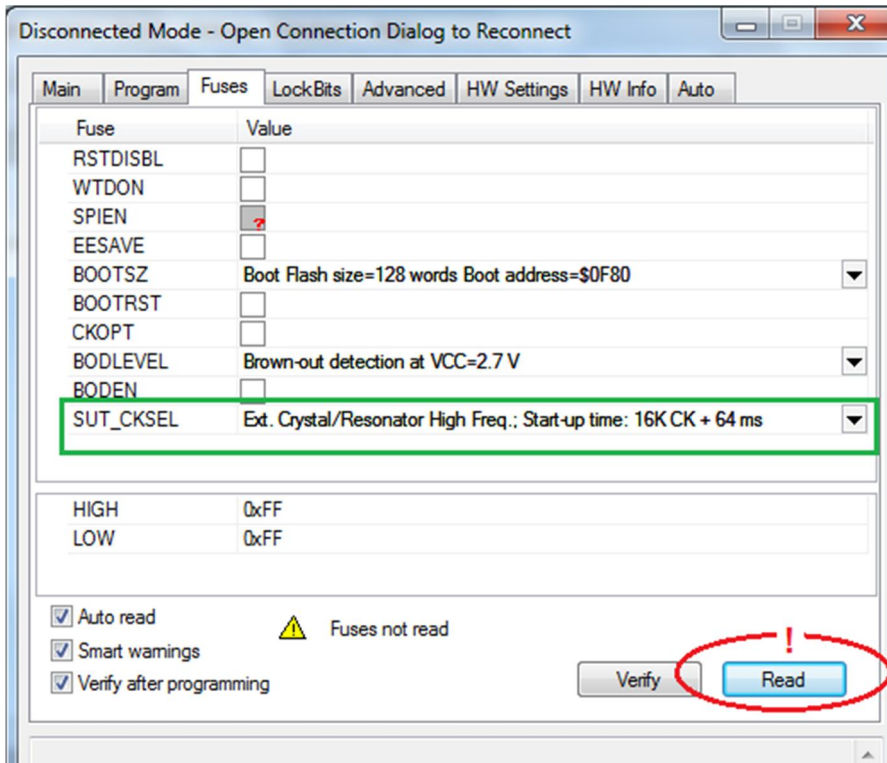 Disconnected Mode - Open Connection Dialog to Reconnect
Main Program Fuses LockBits Advanced HW Settings HW Info Auto
Fuse Value
RSTDISBL
WTDON
SPIEN ?
EESAVE
BOOTSZ Boot Flash size=128 words Boot address=$0F80
BOOTRST
CKOPT
BODLEVEL Brown-out detection at VCC=2.7 V
BODEN
SUT_CKSEL Ext. Crystal/Resonator High Freq.; Start-up time: 16K CK + 64 ms
HIGH 0xFF
LOW 0xFF
Auto read
Fuses not read
Smart warnings
Verify after programming
!
Verify Read